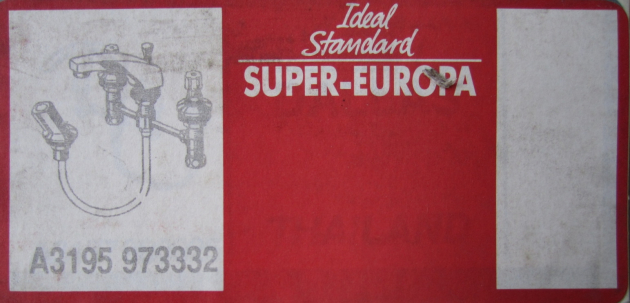 Ideal
Standard
SUPER-EUROPA
A3195 973332